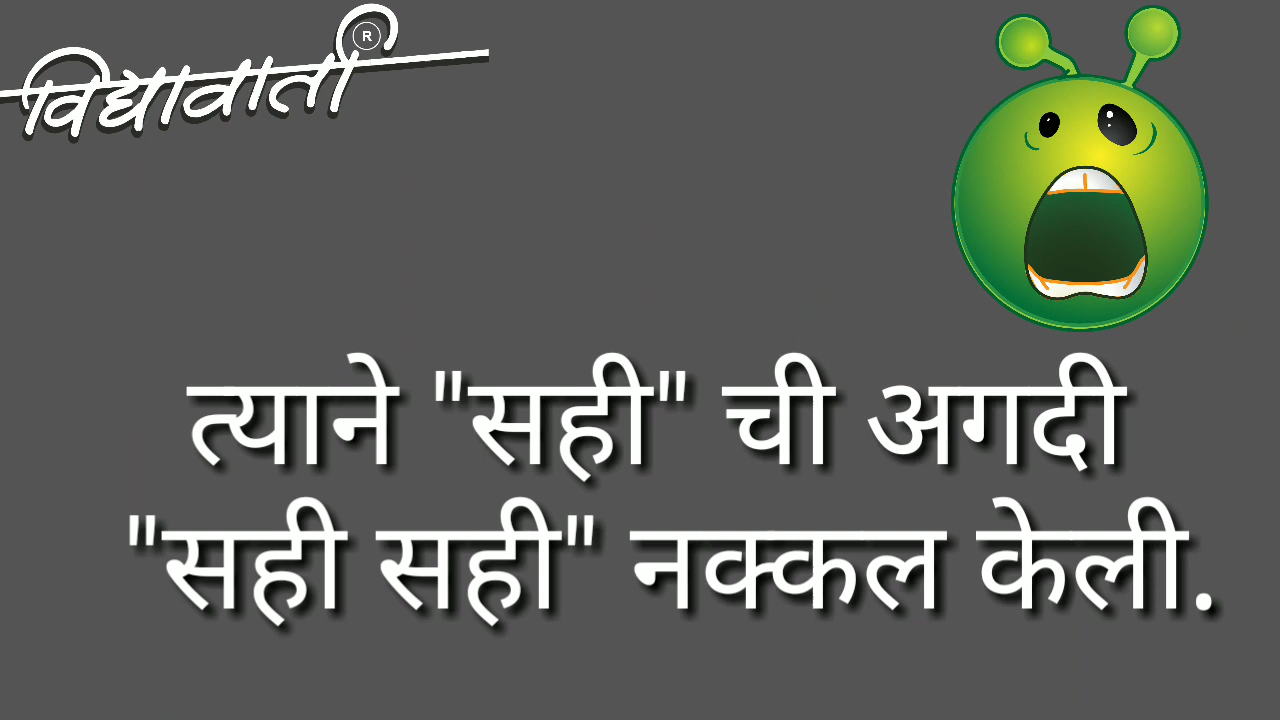 विद्यावार्ता ®
त्याने "सही" ची अगदी
"सही सही" नक्कल केली.